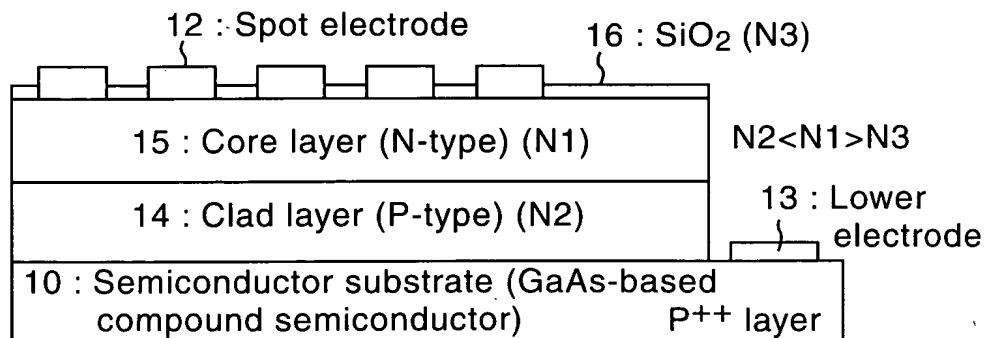 12 : Spot electrode
16 : SiO₂ (N3)
15 : Core layer (N-type) (N1)
N2<N1>N3
14 : Clad layer (P-type) (N2)
13 : Lower
electrode
10 : Semiconductor substrate (GaAs-based
compound semiconductor)
P⁺⁺ layer